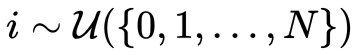 i ∼ 𝒰({0, 1, . . . , N})